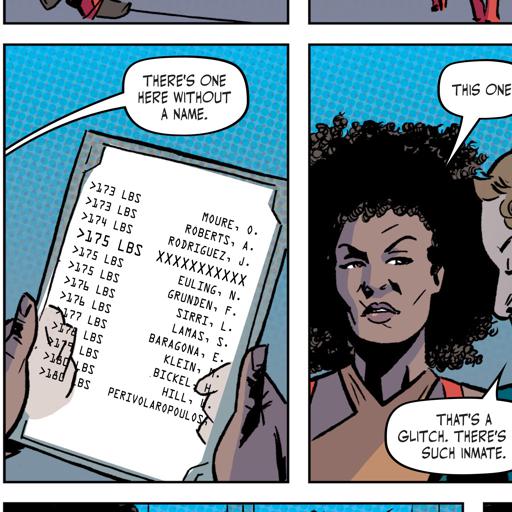 THERE'S ONE
HERE WITHOUT
A NAME.
>173 LBS MOURE, O.
>173 LBS ROBERTS, A.
>174 LBS RODRIGUEZ, J.
>175 LBS XXXXXXXXXXX
>175 LBS EULING, N.
>175 LBS GRUNDEN, F.
>176 LBS SIRRI, L.
>176 LBS LAMAS, S.
>177 LBS BARAGONA, E.
LBS KLEIN,
LBS BICKEL, H
>180 LBS HILL,
>180 LBS PERIVOLAROPOULOS,
THIS ONE
THAT'S A
GLITCH. THERE'S
SUCH INMATE.